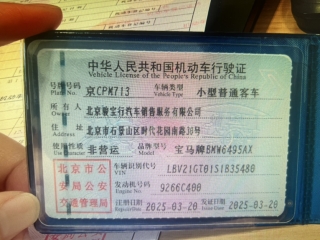 中华人民共和国机动车行驶证
Vehicle License of the People's Republic of China
号牌号码 京CPM713 车辆类型 小型普通客车
Plate No. Vehicle Type
所有人 北京骏宝行汽车销售服务有限公司
Owner
住址 北京市石景山区时代花园南路30号
Address
使用性质 非营运 品牌型号 宝马牌BMW6495AX
Use Character Model
北京市公安局公安交通管理局
车辆识别代号 LBV21GT01S1B35480
VIN
发动机号码 9266C400
Engine No.
注册日期 2025-03-20 发证日期 2025-03-20
Register Date Issue Date